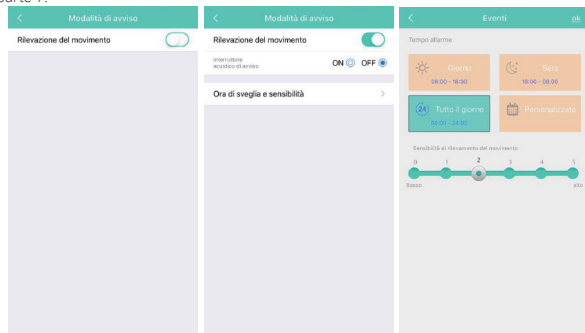 parte 7.
Modalità di avviso
Rilevazione del movimento
Modalità di avviso
Rilevazione del movimento
Interruttore
acustico di avviso
ON OFF
Ora di sveglia e sensibilità
Eventi ok
Tempo allarme
Giorno
08:00 - 18:00
Sera
18:00 - 08:00
24
Tutto il giorno
00:00 - 24:00
Personalizzato
Sensibilità di rilevamento del movimento
0 1 2 3 4 5
Basso alto